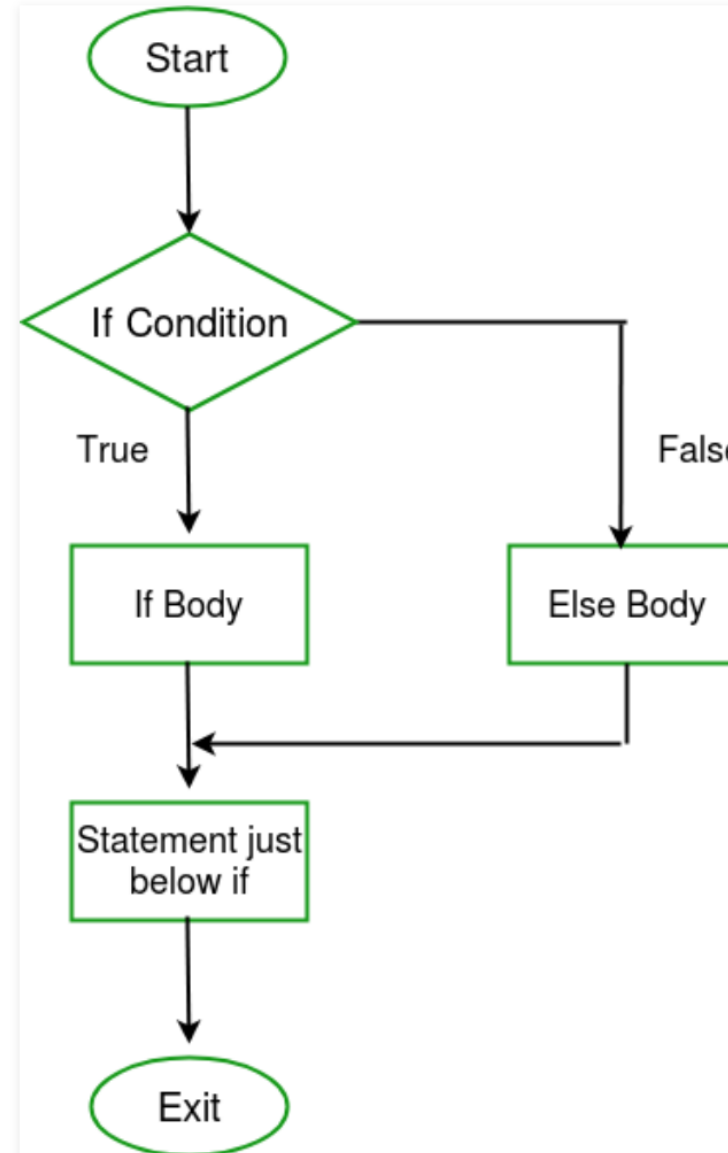 Start
If Condition
True
If Body
Else Body
Statement just
below if
Exit